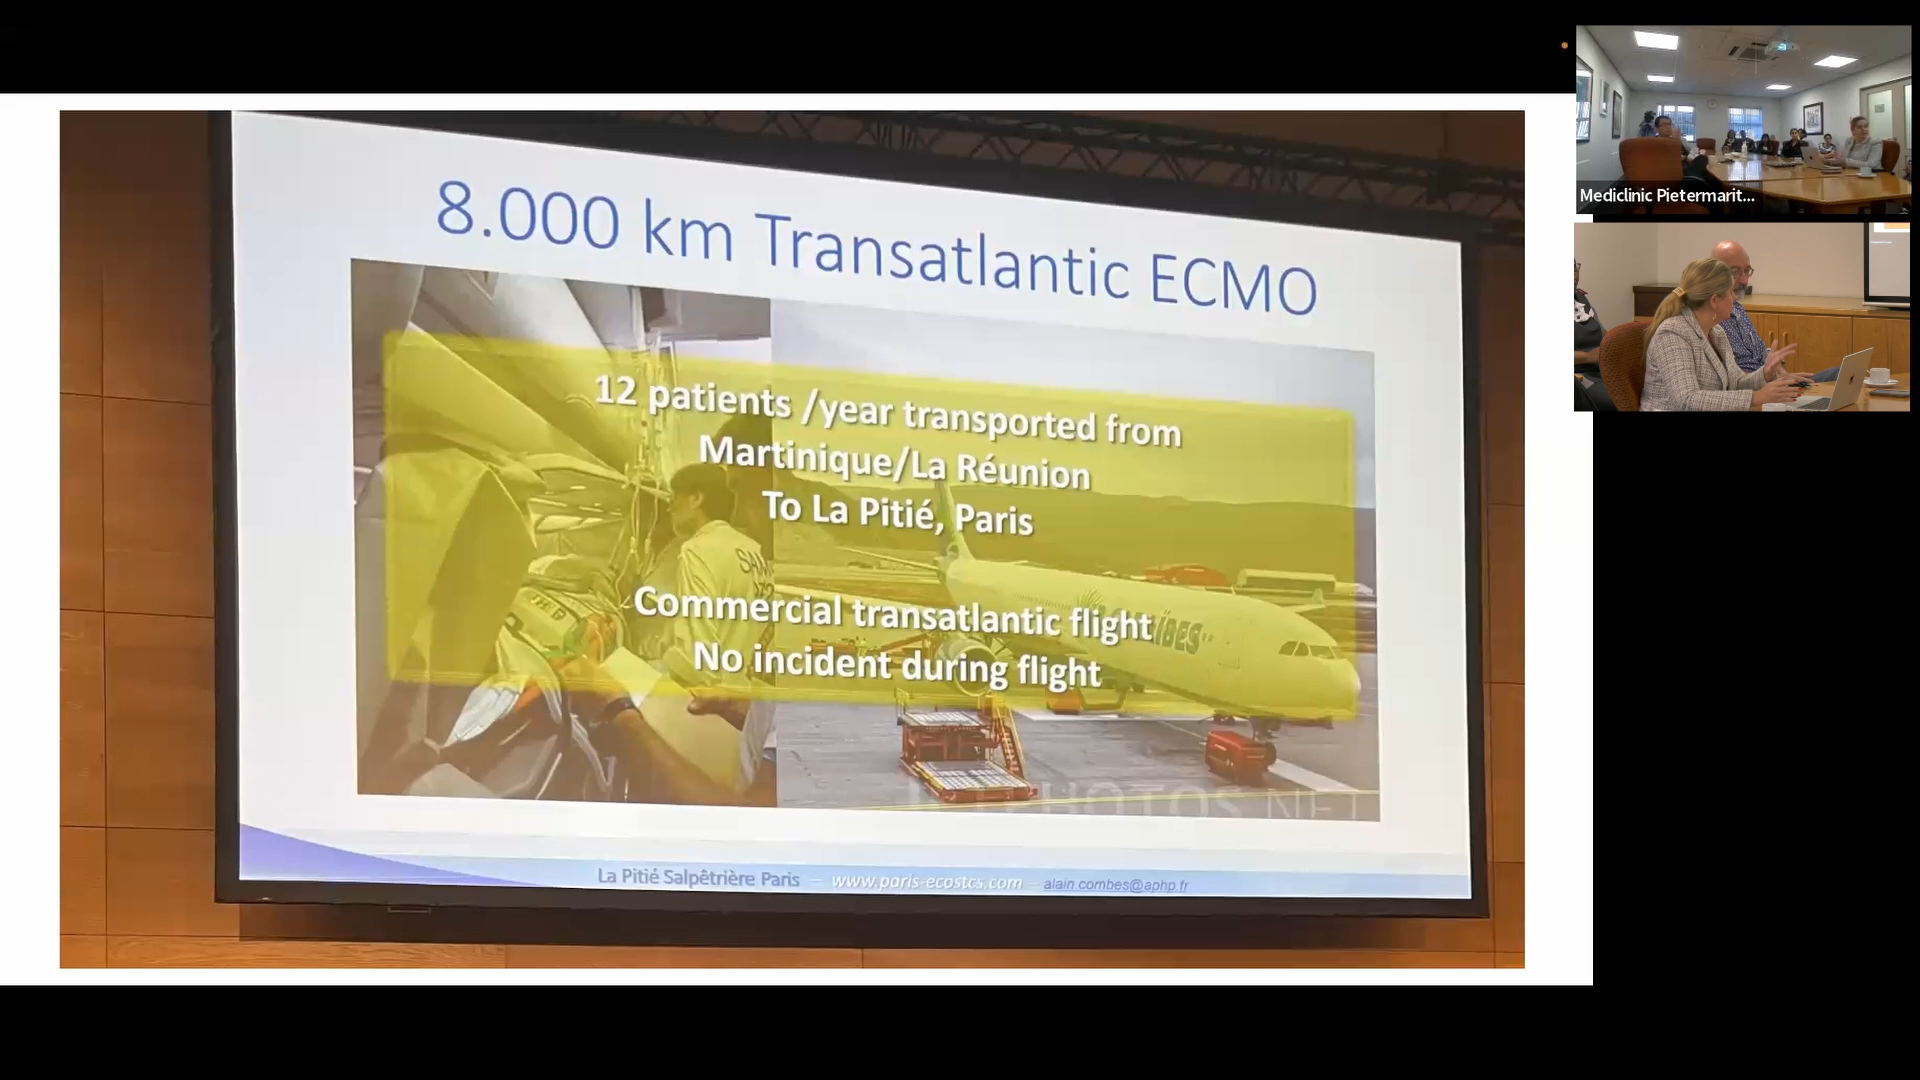 8.000 km Transatlantic ECMO
12 patients /year transported from
Martinique/La Réunion
To La Pitié, Paris
Commercial transatlantic flight
No incident during flight
SAMU
La Pitié Salpêtrière Paris — www.paris-ecostcs.com — alain.combes@aphp.fr
Mediclinic Pietermarit...